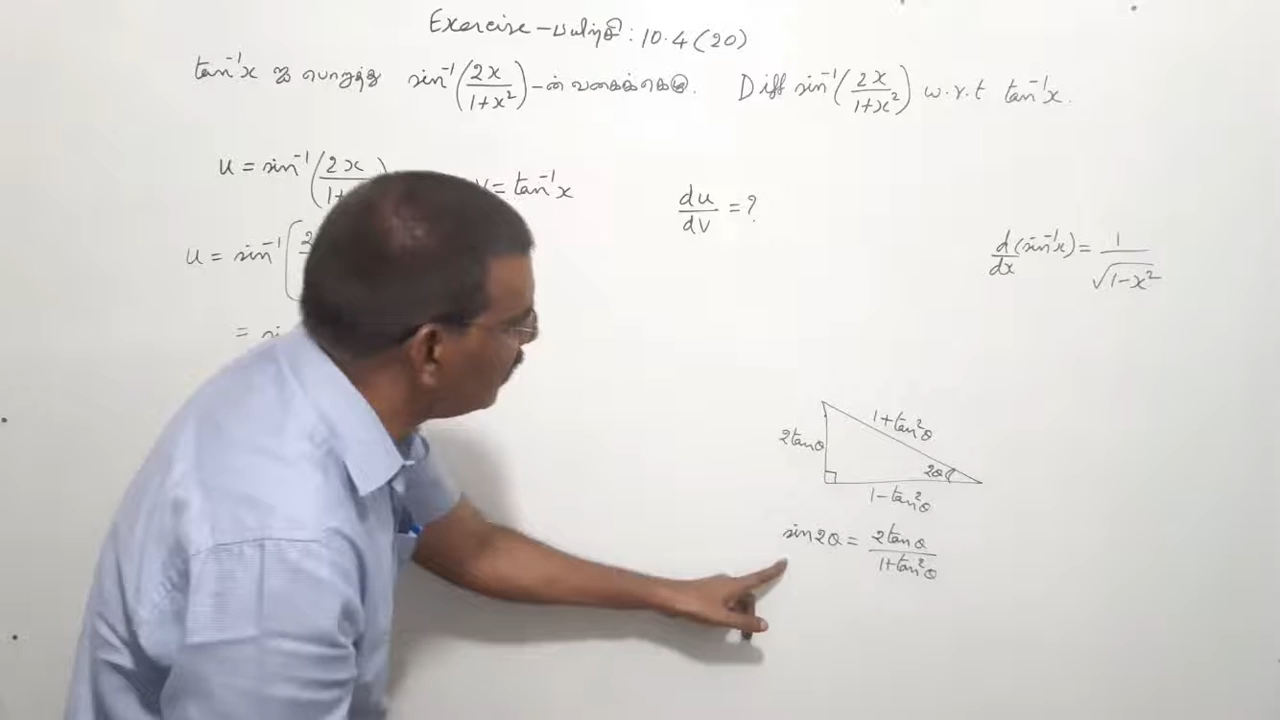 Exercise – பயிற்சி : 10.4 (20)
tan⁻¹x ஐ பொறுத்து sin⁻¹(2x/1+x²) – ன் வகைக்கெழு. Diff sin⁻¹(2x/1+x²) w.r.t tan⁻¹x.
u = sin⁻¹(2x/1+ = tan⁻¹x
du/dv = ?
d/dx (sin⁻¹x) = 1/√1-x²
u = sin⁻¹(2
=
1+tan²θ
2tanθ
2θ
1-tan²θ
sin2θ = 2tanθ/1+tan²θ